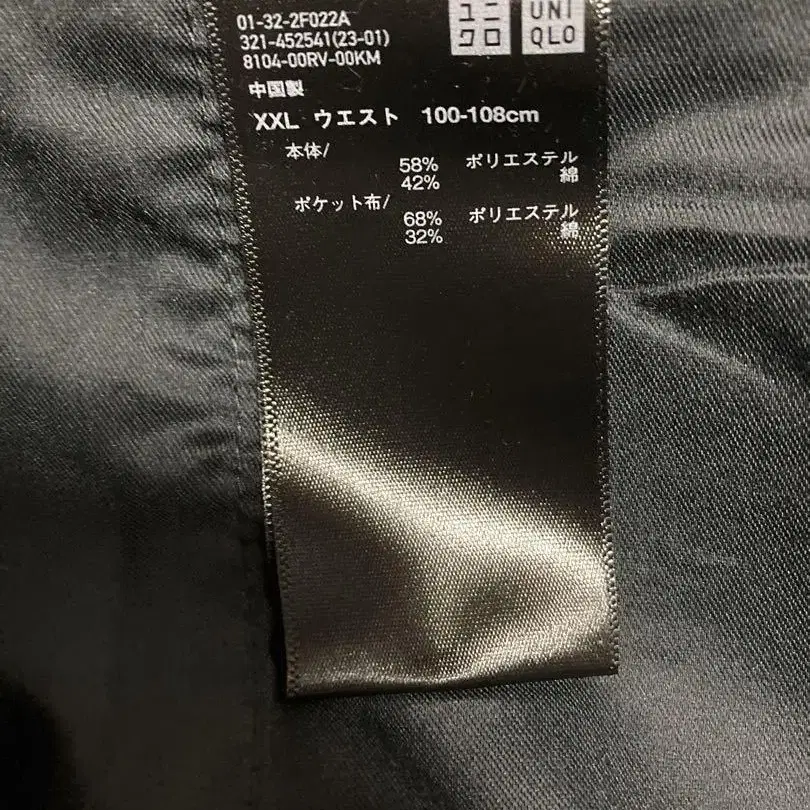 01-32-2F022A
321-452541(23-01)
8104-00RV-00KM
ユニ
クロ
UNI
QLO
中国製
XXL ウエスト 100-108cm
本体/
58% ポリエステル
42% 綿
ポケット布/
68% ポリエステル
32% 綿